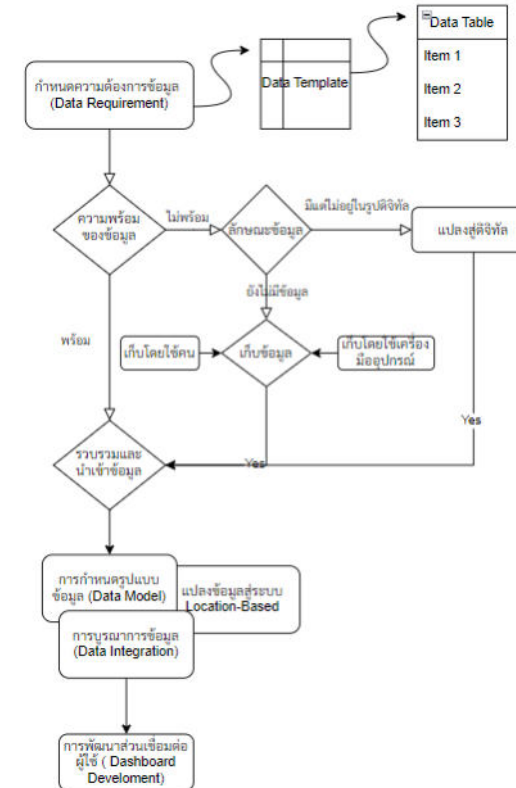 กำหนดความต้องการข้อมูล
(Data Requirement)
Data Template
Data Table
Item 1
Item 2
Item 3
ความพร้อม
ของข้อมูล
ไม่พร้อม
ลักษณะข้อมูล
มีแต่ไม่อยู่ในรูปดิจิทัล
แปลงสู่ดิจิทัล
ยังไม่มีข้อมูล
พร้อม
เก็บโดยใช้คน
เก็บข้อมูล
เก็บโดยใช้เครื่อง
มืออุปกรณ์
Yes
รวบรวมและ
นำเข้าข้อมูล
Yes
การกำหนดรูปแบบ
ข้อมูล (Data Model)
แปลงข้อมูลสู่ระบบ
Location-Based
การบูรณาการข้อมูล
(Data Integration)
การพัฒนาส่วนเชื่อมต่อ
ผู้ใช้ ( Dashboard
Develoment)